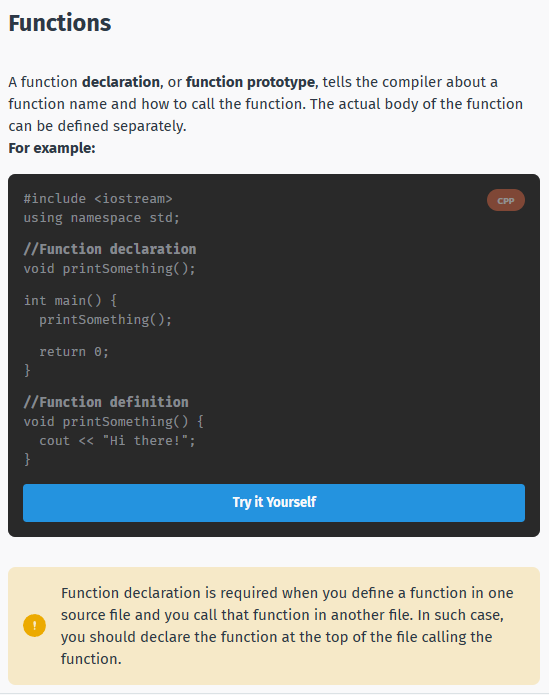 Functions
A function declaration, or function prototype, tells the compiler about a
function name and how to call the function. The actual body of the function
can be defined separately.
For example:
#include <iostream>
CPP
using namespace std;
//Function declaration
void printSomething();
int main() {
  printSomething();
  return 0;
}
//Function definition
void printSomething() {
  cout << "Hi there!";
}
Try it Yourself
!
Function declaration is required when you define a function in one
source file and you call that function in another file. In such case,
you should declare the function at the top of the file calling the
function.